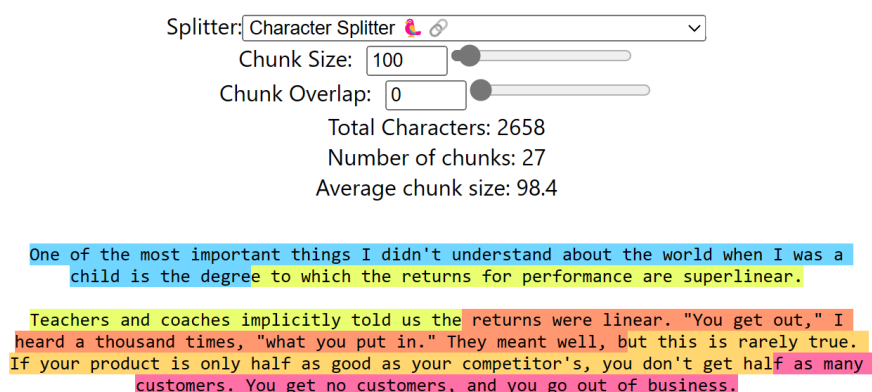 Splitter: Character Splitter 🦜 🔗
Chunk Size: 100
Chunk Overlap: 0
Total Characters: 2658
Number of chunks: 27
Average chunk size: 98.4
One of the most important things I didn't understand about the world when I was a
child is the degree to which the returns for performance are superlinear.
Teachers and coaches implicitly told us the returns were linear. "You get out," I
heard a thousand times, "what you put in." They meant well, but this is rarely true.
If your product is only half as good as your competitor's, you don't get half as many
customers. You get no customers, and you go out of business.